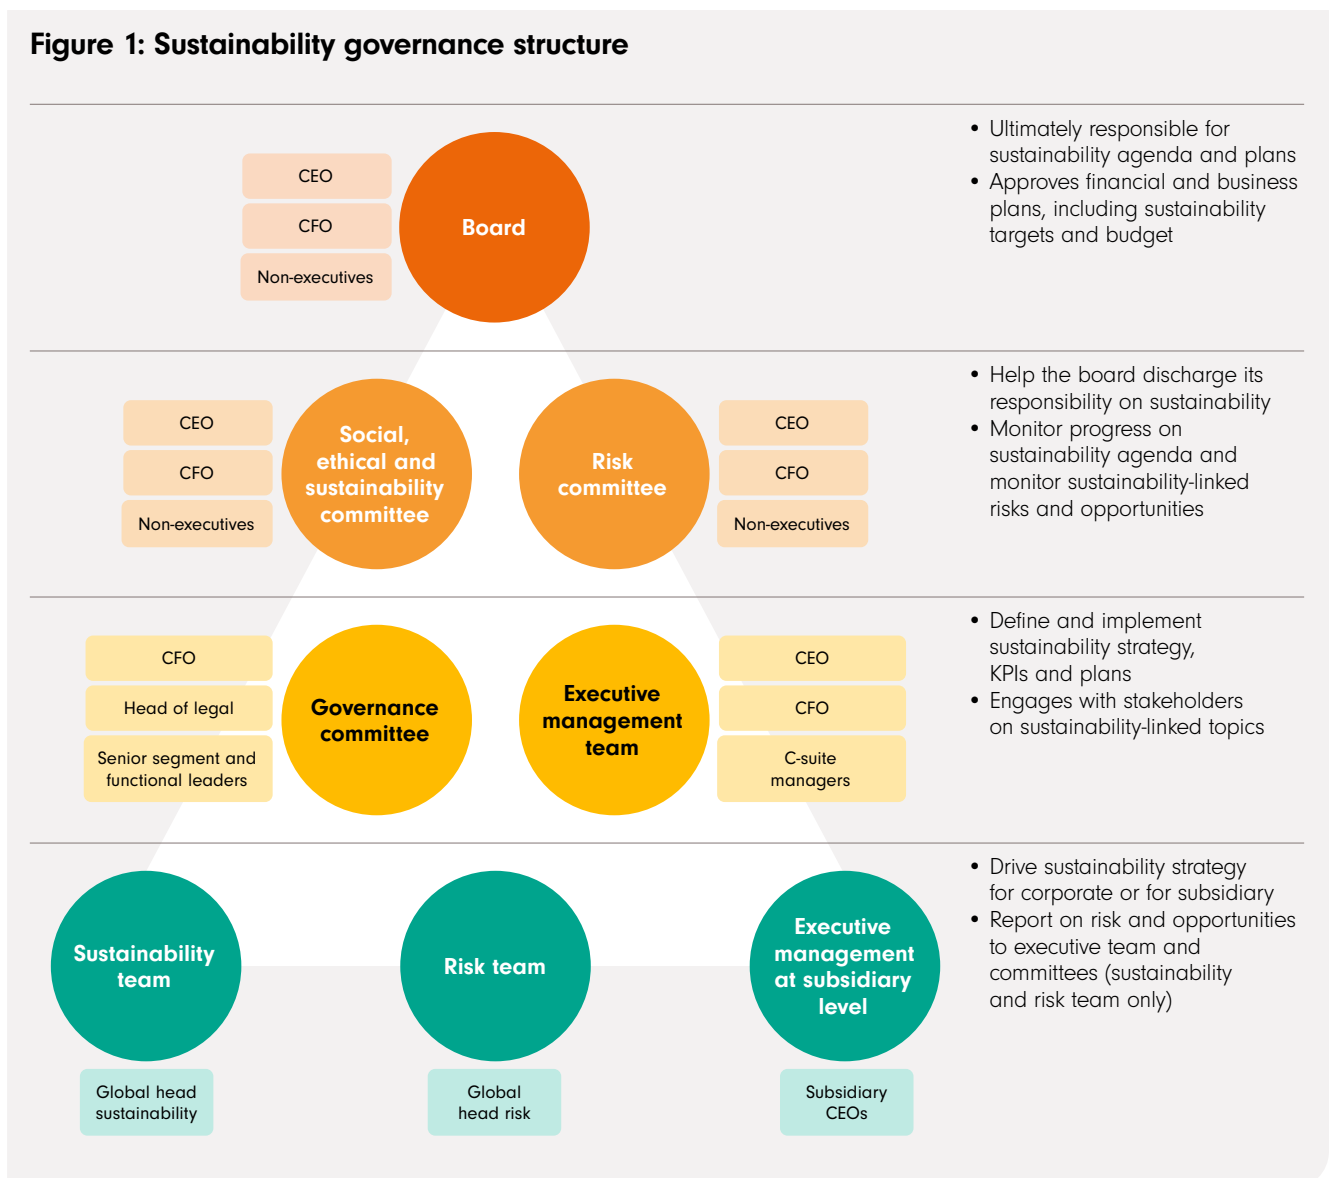 Figure 1: Sustainability governance structure
CEO
CFO
Non-executives
Board
• Ultimately responsible for
sustainability agenda and plans
• Approves financial and business
plans, including sustainability
targets and budget
CEO
CFO
Non-executives
Social,
ethical and
sustainability
committee
Risk
committee
CEO
CFO
Non-executives
• Help the board discharge its
responsibility on sustainability
• Monitor progress on
sustainability agenda and
monitor sustainability-linked
risks and opportunities
CFO
Head of legal
Senior segment and
functional leaders
Governance
committee
Executive
management
team
CEO
CFO
C-suite
managers
• Define and implement
sustainability strategy,
KPIs and plans
• Engages with stakeholders
on sustainability-linked topics
Sustainability
team
Global head
sustainability
Risk team
Global
head risk
Executive
management
at subsidiary
level
Subsidiary
CEOs
• Drive sustainability strategy
for corporate or for subsidiary
• Report on risk and opportunities
to executive team and
committees (sustainability
and risk team only)